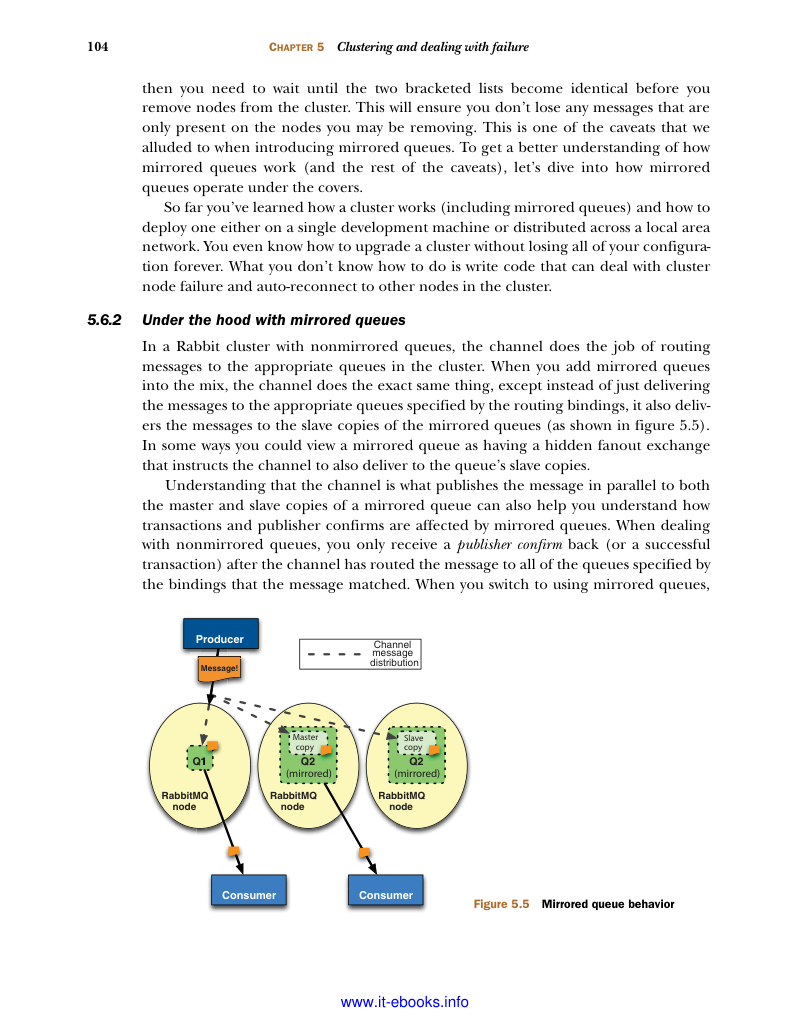 104 CHAPTER 5 Clustering and dealing with failure
then you need to wait until the two bracketed lists become identical before you
remove nodes from the cluster. This will ensure you don’t lose any messages that are
only present on the nodes you may be removing. This is one of the caveats that we
alluded to when introducing mirrored queues. To get a better understanding of how
mirrored queues work (and the rest of the caveats), let’s dive into how mirrored
queues operate under the covers.
So far you’ve learned how a cluster works (including mirrored queues) and how to
deploy one either on a single development machine or distributed across a local area
network. You even know how to upgrade a cluster without losing all of your configura-
tion forever. What you don’t know how to do is write code that can deal with cluster
node failure and auto-reconnect to other nodes in the cluster.
5.6.2 Under the hood with mirrored queues
In a Rabbit cluster with nonmirrored queues, the channel does the job of routing
messages to the appropriate queues in the cluster. When you add mirrored queues
into the mix, the channel does the exact same thing, except instead of just delivering
the messages to the appropriate queues specified by the routing bindings, it also deliv-
ers the messages to the slave copies of the mirrored queues (as shown in figure 5.5).
In some ways you could view a mirrored queue as having a hidden fanout exchange
that instructs the channel to also deliver to the queue’s slave copies.
Understanding that the channel is what publishes the message in parallel to both
the master and slave copies of a mirrored queue can also help you understand how
transactions and publisher confirms are affected by mirrored queues. When dealing
with nonmirrored queues, you only receive a publisher confirm back (or a successful
transaction) after the channel has routed the message to all of the queues specified by
the bindings that the message matched. When you switch to using mirrored queues,
Producer
Message!
Channel
message
distribution
Q1
RabbitMQ
node
Master
copy
Q2
(mirrored)
RabbitMQ
node
Slave
copy
Q2
(mirrored)
RabbitMQ
node
Consumer
Consumer
Figure 5.5 Mirrored queue behavior
www.it-ebooks.info